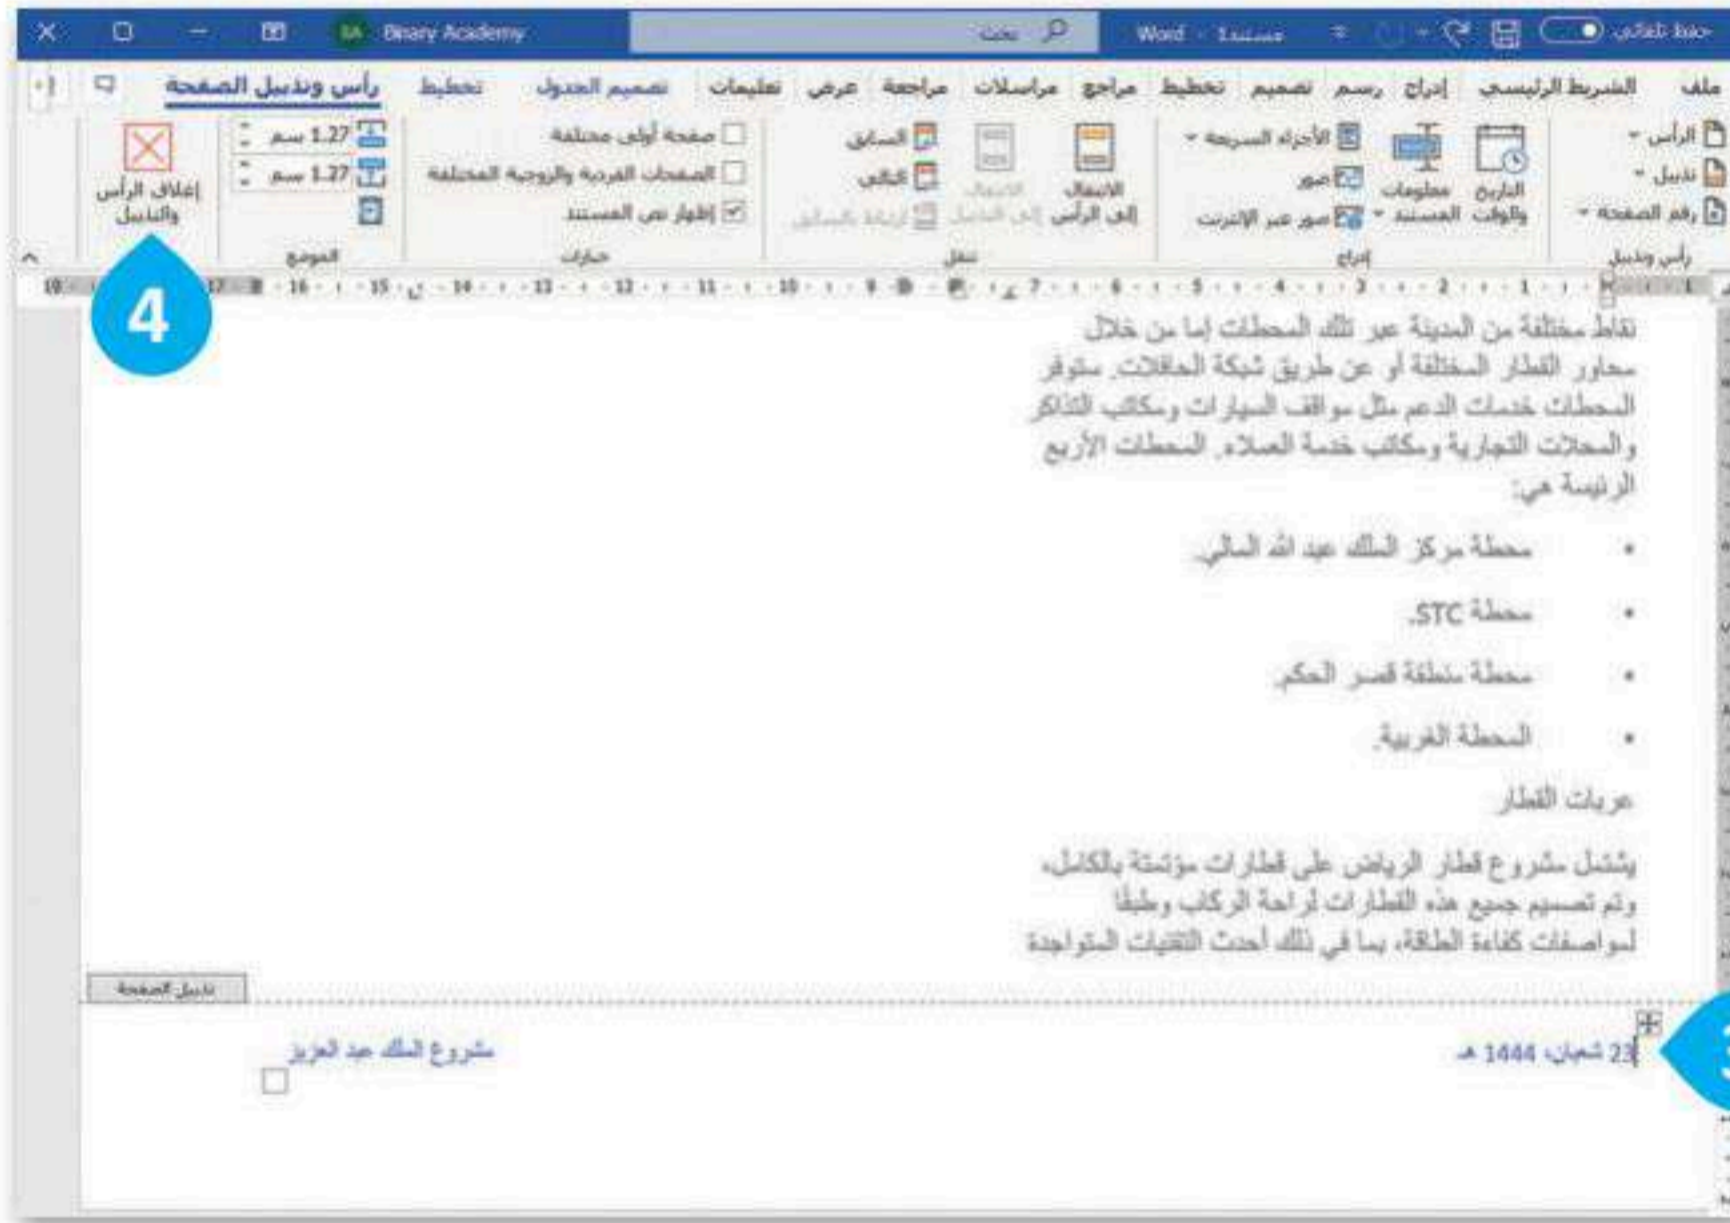 حفظ تلقائي
مستند1 - Word
بحث
Binary Academy
BA
ملف الشريط الرئيسي إدراج رسم تصميم تخطيط مراجع مراسلات مراجعة عرض تعليمات تصميم الجدول تخطيط رأس وتذييل الصفحة
الرأس
تذييل
رقم الصفحة
رأس وتذييل
التاريخ والوقت
معلومات المستند
الأجزاء السريعة
صور
صور عبر الإنترنت
إدراج
الانتقال إلى الرأس
الانتقال إلى التذييل
السابق
التالي
ارتباط بالسابق
تنقل
صفحة أولى مختلفة
الصفحات الفردية والزوجية المختلفة
إظهار نص المستند
خيارات
1.27 سم
1.27 سم
الموضع
إغلاق الرأس
والتذييل
4
نقاط مختلفة من المدينة عبر تلك المحطات إما من خلال
محاور القطار المختلفة أو عن طريق شبكة الحافلات. ستوفر
المحطات خدمات الدعم مثل مواقف السيارات ومكاتب التذاكر
والمحلات التجارية ومكاتب خدمة العملاء. المحطات الأربع
الرئيسة هي:
• محطة مركز الملك عبد الله المالي.
• محطة STC.
• محطة منطقة قصر الحكم.
• المحطة الغربية.
عربات القطار
يشتمل مشروع قطار الرياض على قطارات مؤتمتة بالكامل،
وتم تصميم جميع هذه القطارات لراحة الركاب وطبقًا
لمواصفات كفاءة الطاقة، بما في ذلك أحدث التقنيات المتواجدة
تذييل الصفحة
23 شعبان، 1444 هـ
مشروع الملك عبد العزيز
3